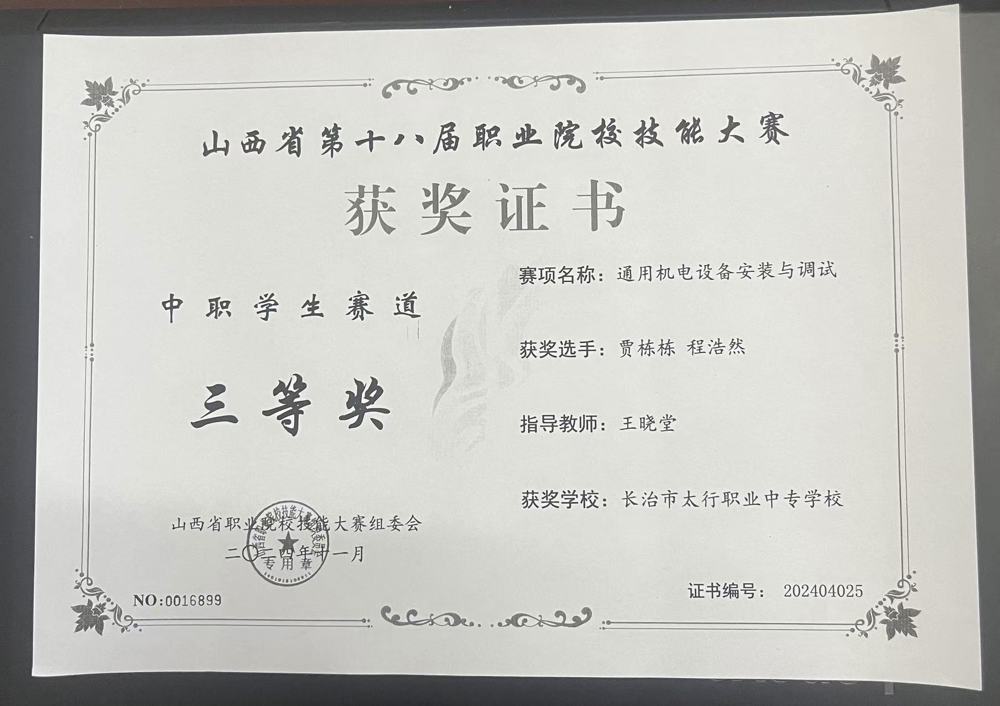 山西省第十八届职业院校技能大赛
获奖证书
中职学生赛道
三等奖
赛项名称：通用机电设备安装与调试
获奖选手：贾栋栋 程浩然
指导教师：王晓堂
获奖学校：长治市太行职业中专学校
山西省职业院校技能大赛组委会
二〇二四年十一月
专用章
NO:0016899
证书编号： 202404025